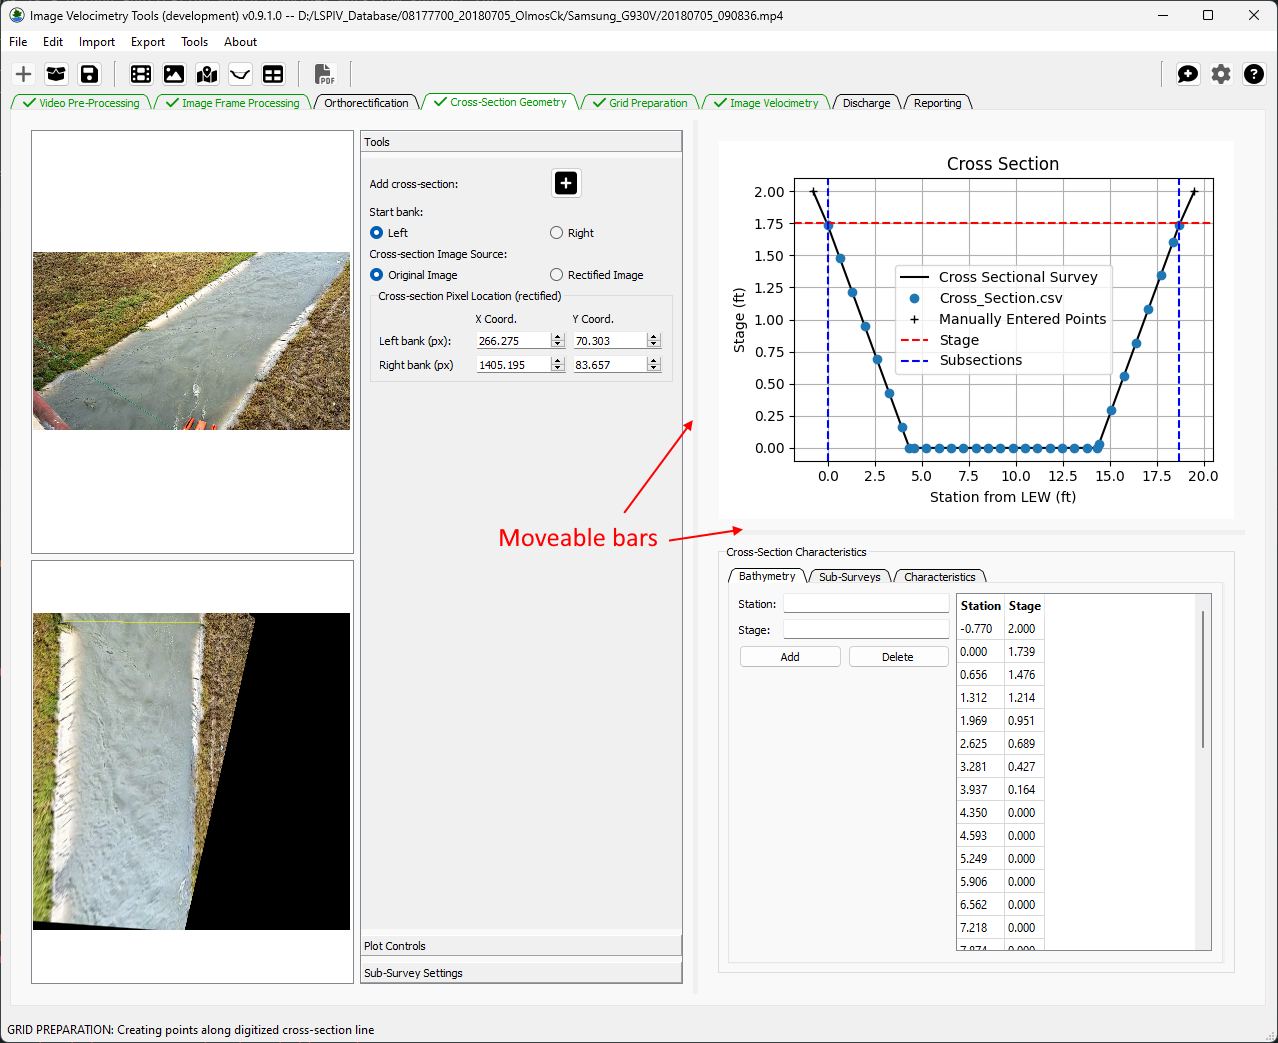 Image Velocimetry Tools (development) v0.9.1.0 -- D:/LSPIV_Database/08177700_20180705_OlmosCk/Samsung_G930V/20180705_090836.mp4
File Edit Import Export Tools About
PDF
Video Pre-Processing Image Frame Processing Orthorectification Cross-Section Geometry Grid Preparation Image Velocimetry Discharge Reporting
Tools
Add cross-section:
Start bank:
Left Right
Cross-section Image Source:
Original Image Rectified Image
Cross-section Pixel Location (rectified)
X Coord. Y Coord.
Left bank (px): 266.275 70.303
Right bank (px) 1405.195 83.657
Plot Controls
Sub-Survey Settings
Moveable bars
Cross Section
Stage (ft)
2.00
1.75
1.50
1.25
1.00
0.75
0.50
0.25
0.00
Cross Sectional Survey
Cross_Section.csv
Manually Entered Points
Stage
Subsections
0.0 2.5 5.0 7.5 10.0 12.5 15.0 17.5 20.0
Station from LEW (ft)
Cross-Section Characteristics
Bathymetry Sub-Surveys Characteristics
Station:
Stage:
Add Delete
Station Stage
-0.770 2.000
0.000 1.739
0.656 1.476
1.312 1.214
1.969 0.951
2.625 0.689
3.281 0.427
3.937 0.164
4.350 0.000
4.593 0.000
5.249 0.000
5.906 0.000
6.562 0.000
7.218 0.000
7.874 0.000
GRID PREPARATION: Creating points along digitized cross-section line